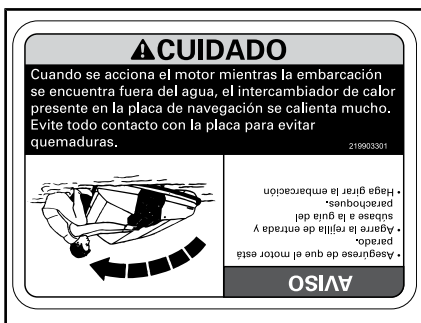 ⚠CUIDADO
Cuando se acciona el motor mientras la embarcación
se encuentra fuera del agua, el intercambiador de calor
presente en la placa de navegación se calienta mucho.
Evite todo contacto con la placa para evitar
quemaduras.
219903301
AVISO
• Asegúrese de que el motor está
parado.
• Agarre la rejilla de entrada y
súbase a la guía del
parachoques.
• Haga girar la embarcación